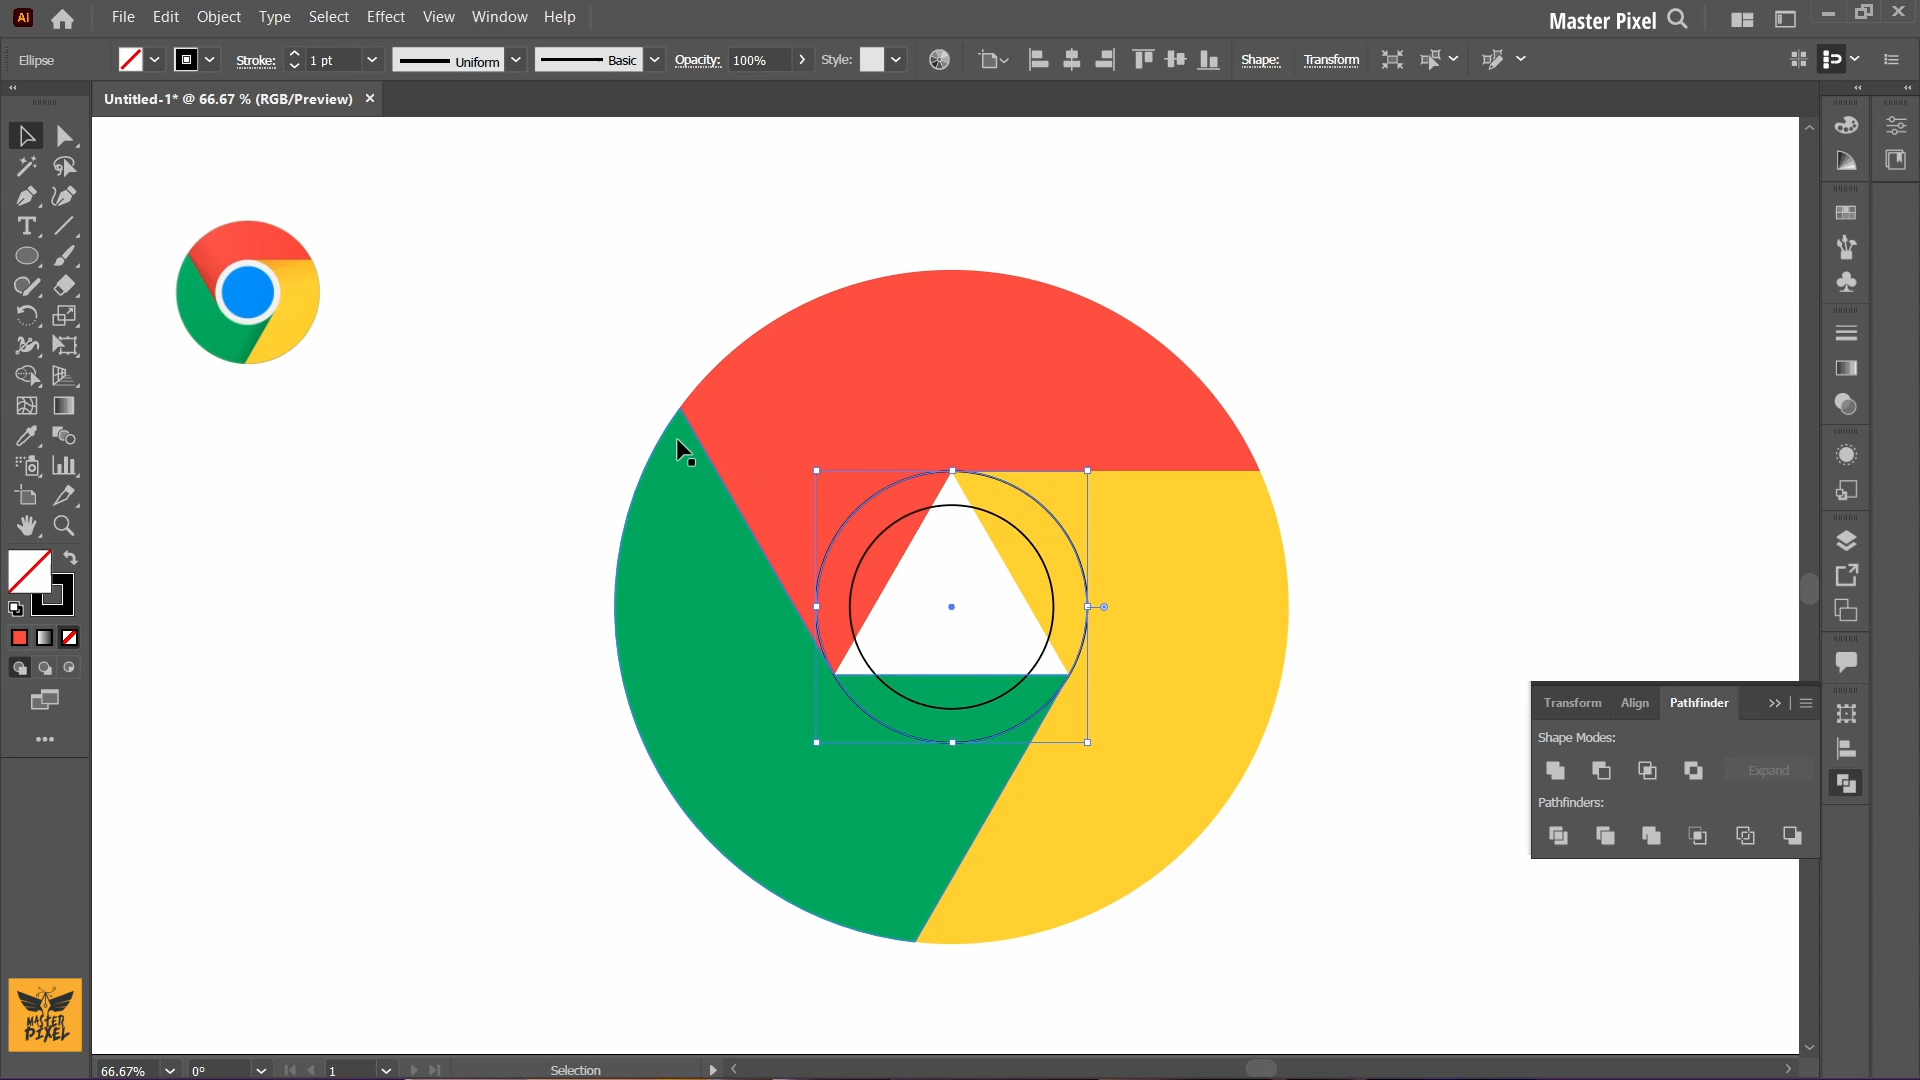 Ai File Edit Object Type Select Effect View Window Help Master Pixel
Ellipse Stroke: 1 pt Uniform Basic Opacity: 100% Style: Shape: Transform
Untitled-1* @ 66.67 % (RGB/Preview)
Transform Align Pathfinder
Shape Modes:
Expand
Pathfinders:
MASTER
PIXEL
66.67% 0° 1 Selection